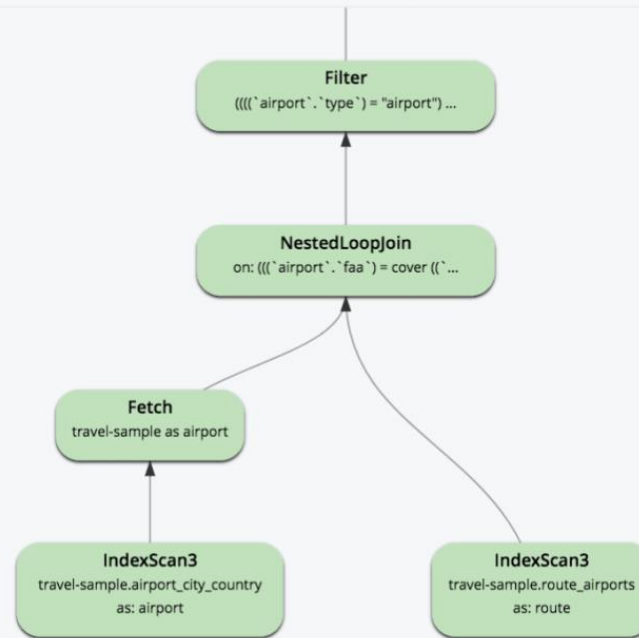 Filter
((((`airport`.`type`) = "airport") ...
NestedLoopJoin
on: (((`airport`.`faa`) = cover ((`...
Fetch
travel-sample as airport
IndexScan3
travel-sample.airport_city_country
as: airport
IndexScan3
travel-sample.route_airports
as: route